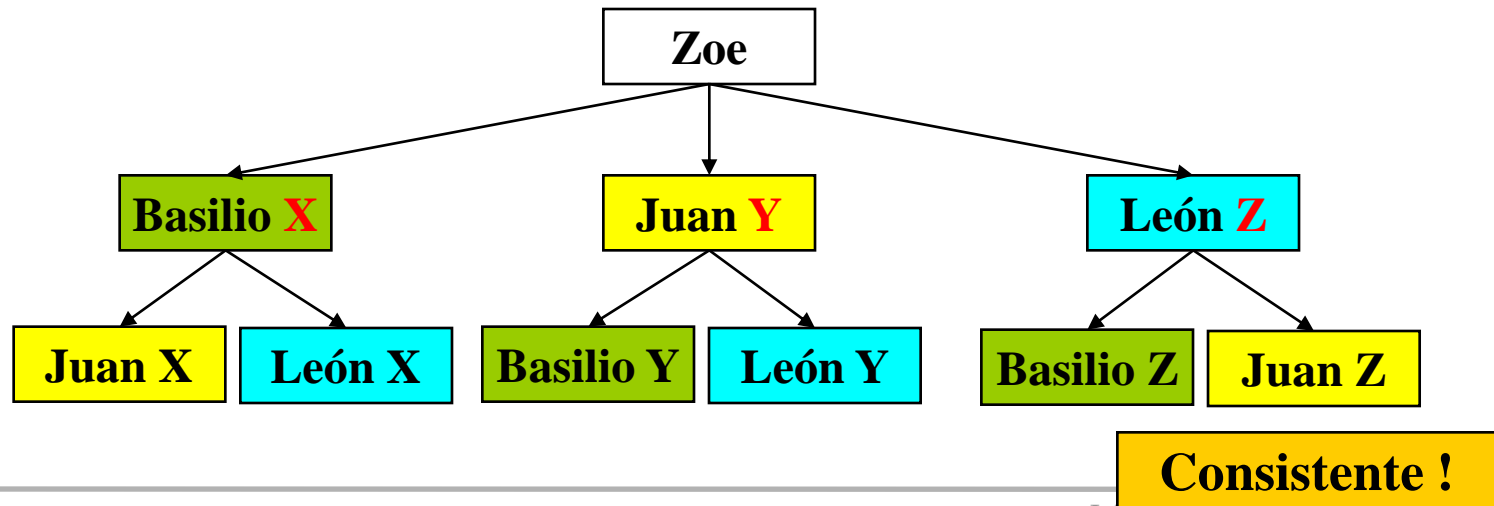 Zoe
Basilio X
Juan Y
León Z
Juan X
León X
Basilio Y
León Y
Basilio Z
Juan Z
Consistente !